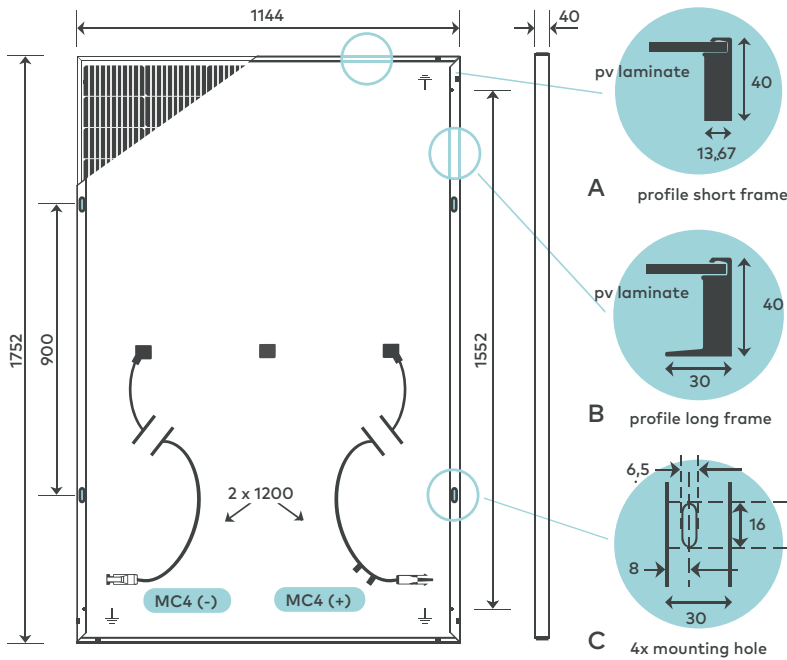 1144
40
pv laminate
40
13,67
A
profile short frame
1752
900
1552
pv laminate
40
30
B
profile long frame
2 x 1200
MC4 (-)
MC4 (+)
6,5
16
8
30
C
4x mounting hole